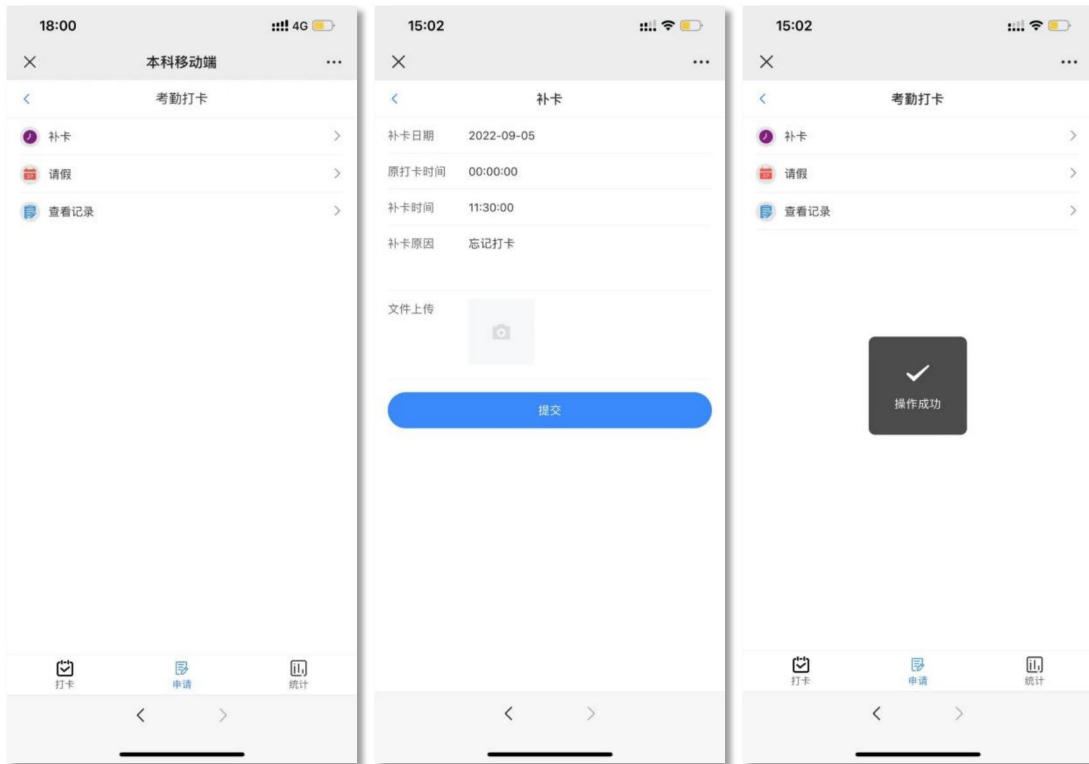 18:00
4G
本科移动端
考勤打卡
补卡
请假
查看记录
打卡
申请
统计
15:02
补卡
补卡日期 2022-09-05
原打卡时间 00:00:00
补卡时间 11:30:00
补卡原因 忘记打卡
文件上传
提交
15:02
考勤打卡
补卡
请假
查看记录
操作成功
打卡
申请
统计